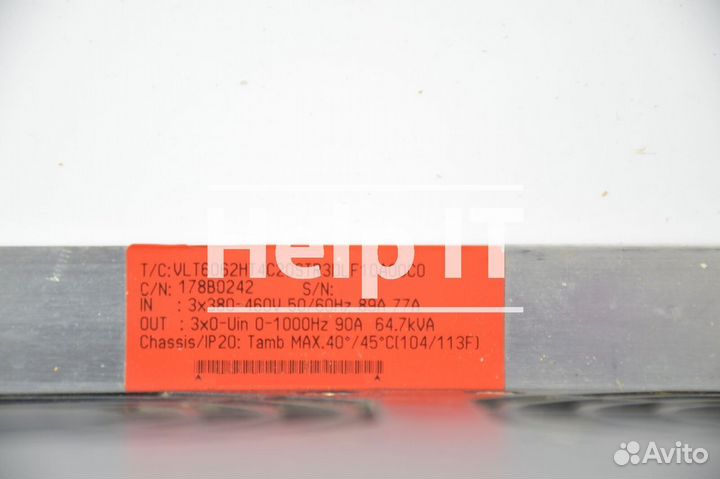 Help IT
T/C:VLT6062HT4C20STR3DLF10A00C0
C/N: 178B0242 S/N:
IN : 3x380-460V 50/60Hz 89A 77A
OUT : 3x0-Uin 0-1000Hz 90A 64.7kVA
Chassis/IP20: Tamb MAX.40°/45°C(104/113F)
Avito